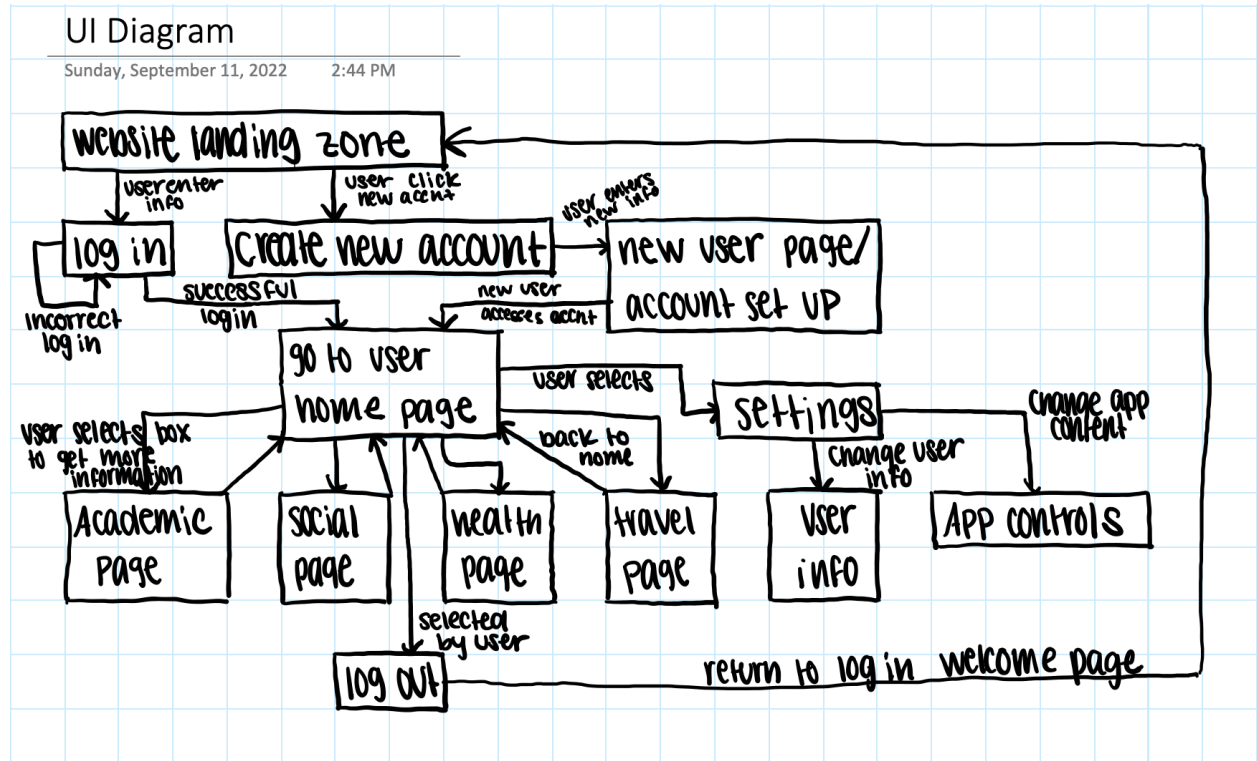 UI Diagram
Sunday, September 11, 2022 2:44 PM
website landing zone
user enter
info
user click
new accnt
user enters
new info
log in
create new account
new user page/
account set up
incorrect
log in
successful
login
new user
accesses accnt
go to user
home page
user selects
settings
change app
content
user selects box
to get more
information
back to
home
change user
info
Academic
page
social
page
health
page
travel
page
user
info
App controls
selected
by user
log out
return to log in welcome page